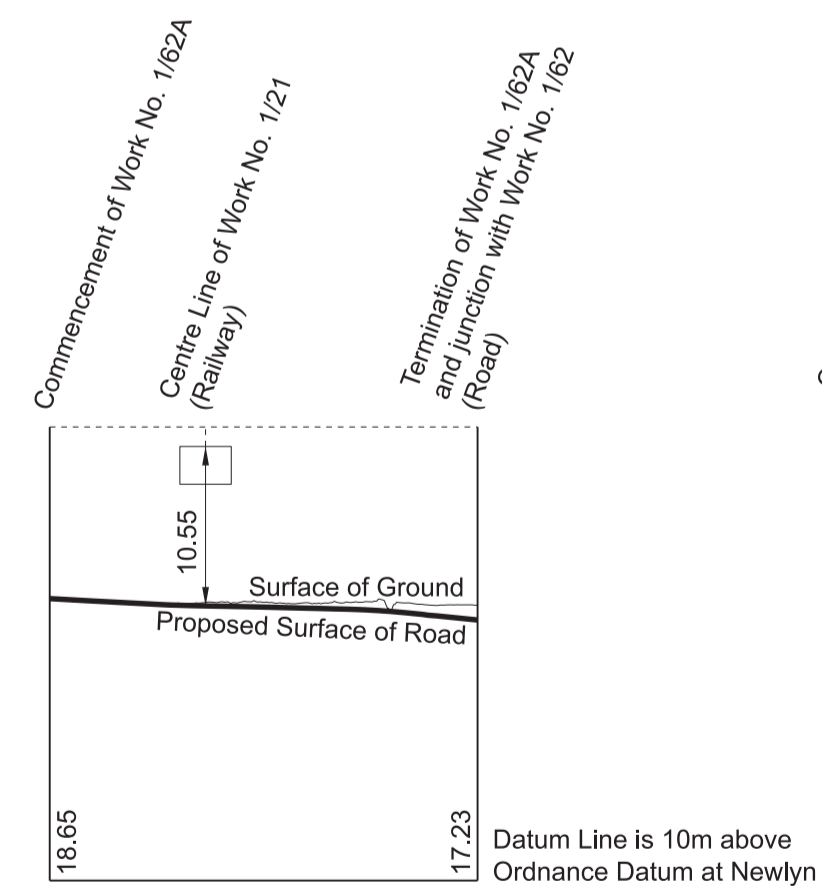 Commencement of Work No. 1/62A
Centre Line of Work No. 1/21
(Railway)
Termination of Work No. 1/62A
and junction with Work No. 1/62
(Road)
10.55
Surface of Ground
Proposed Surface of Road
18.65
17.23
Datum Line is 10m above
Ordnance Datum at Newlyn